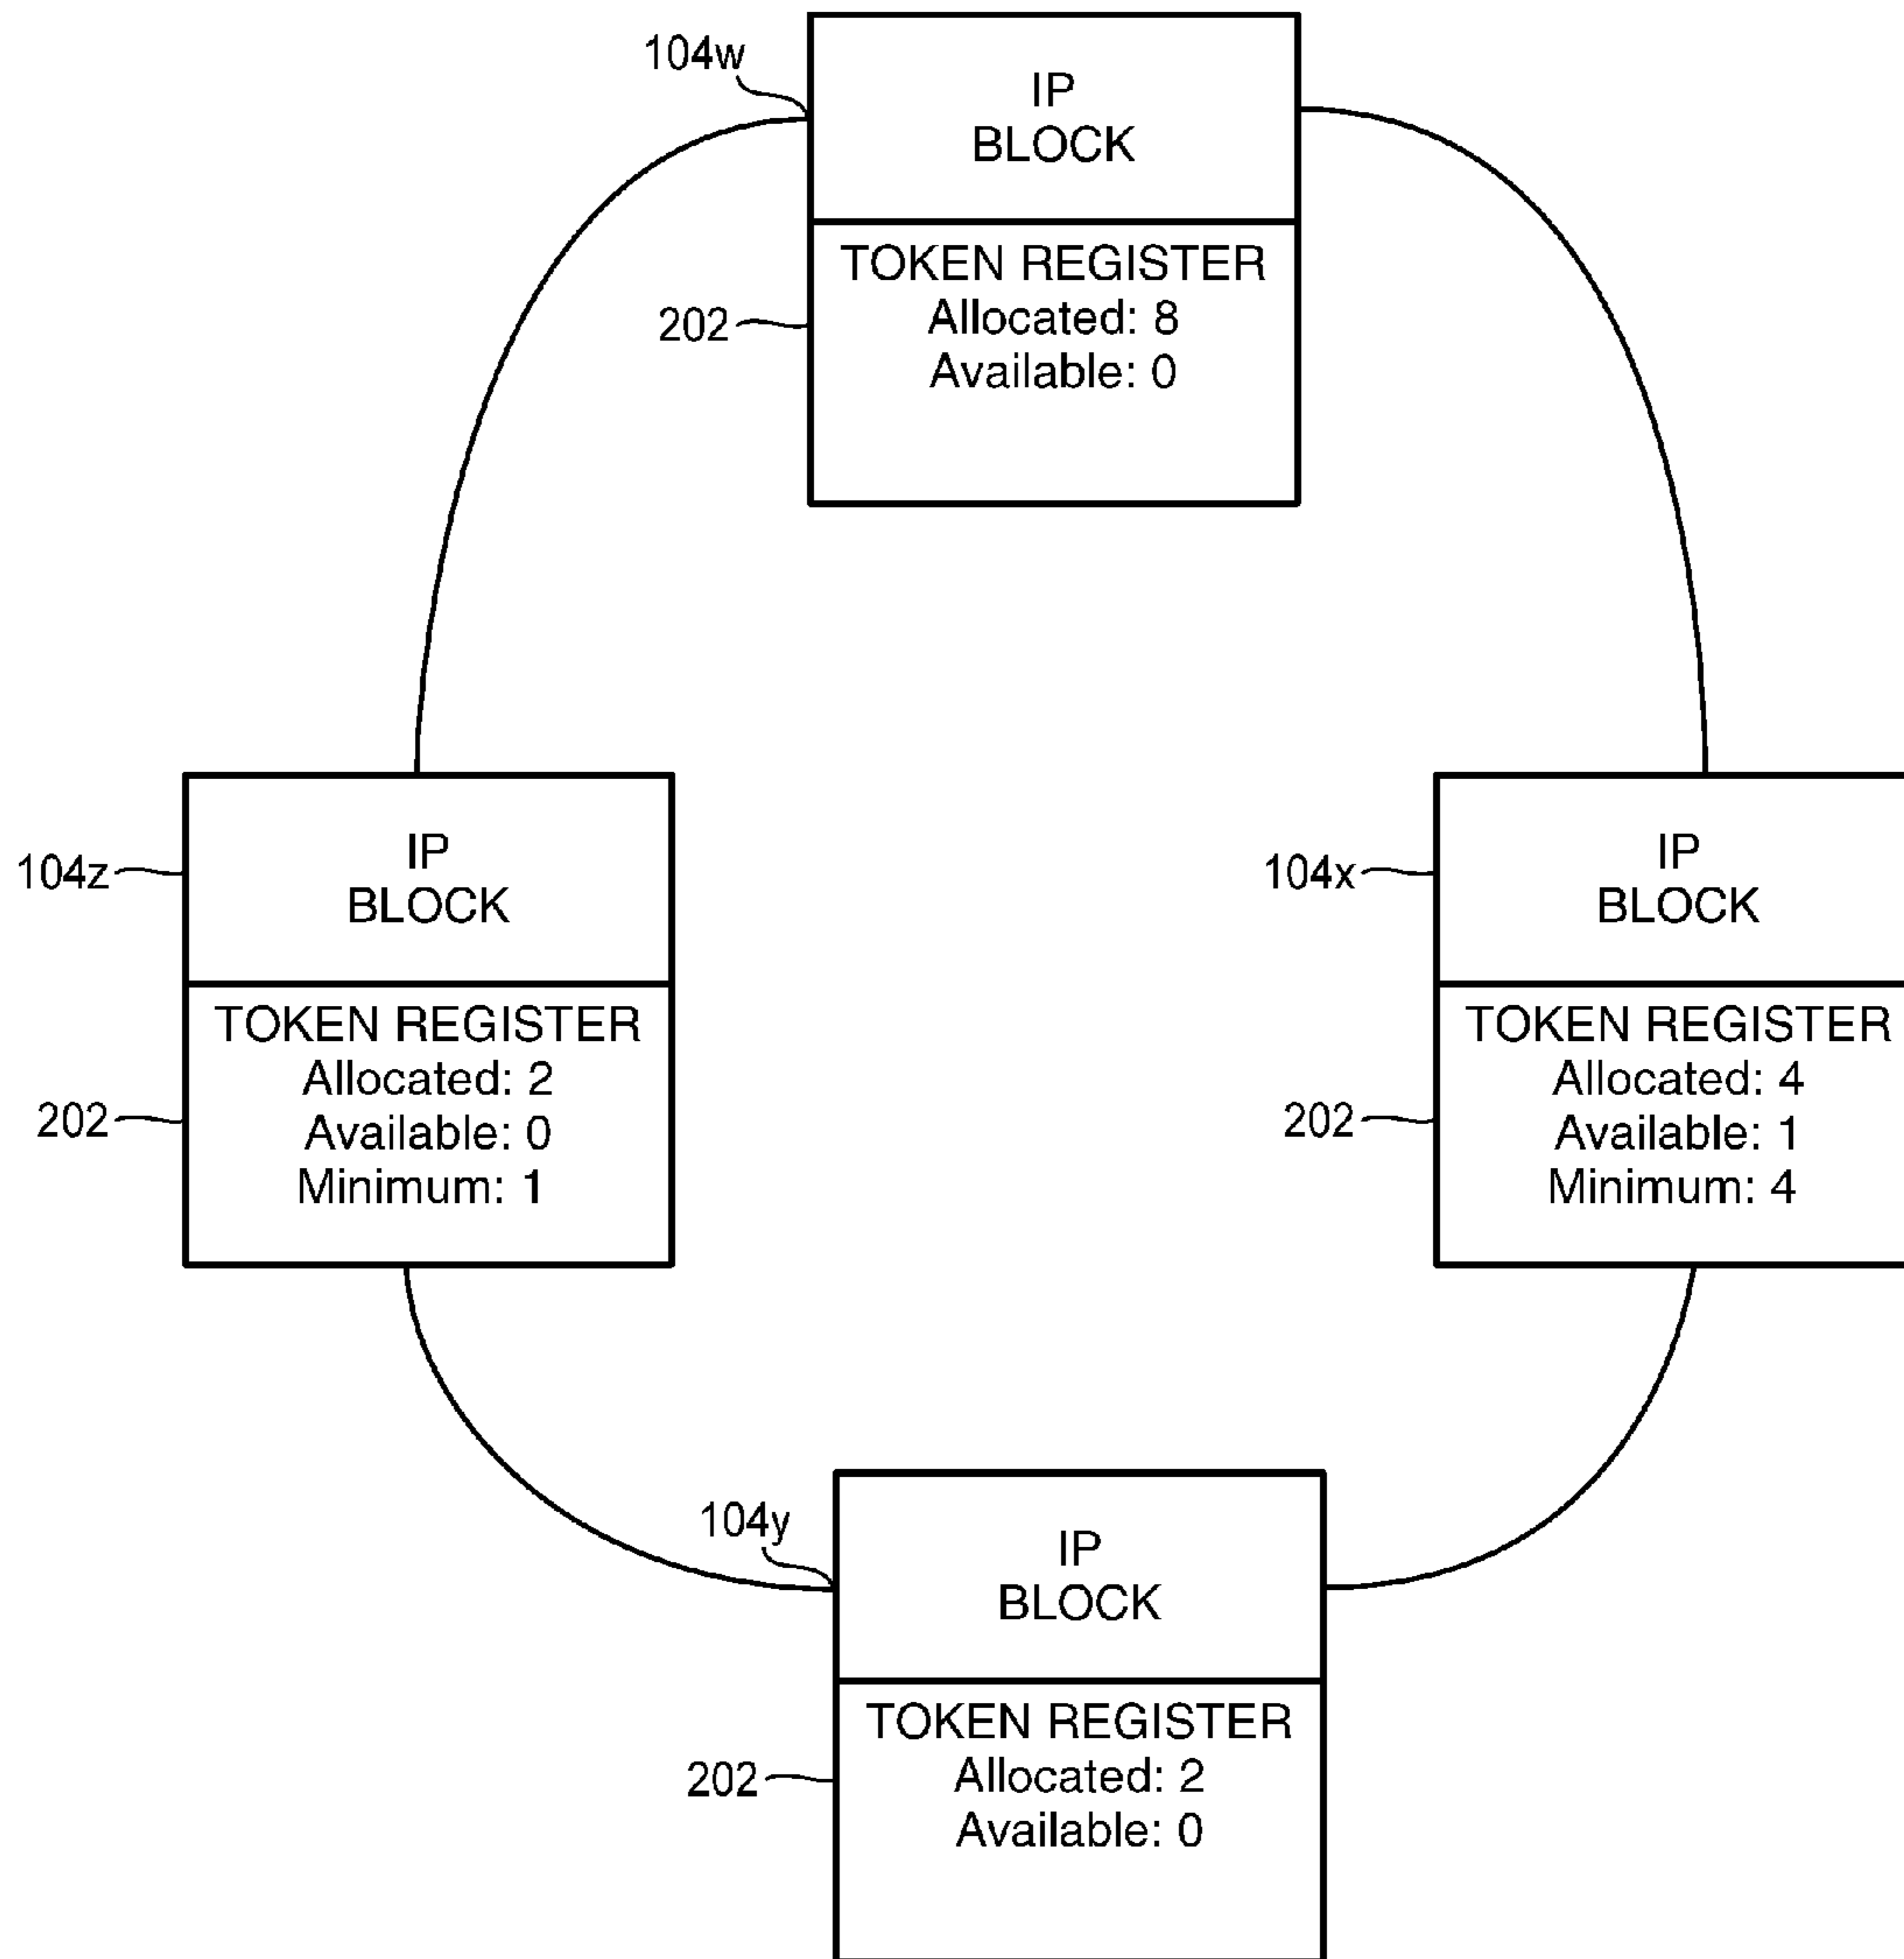 104w
IP
BLOCK
TOKEN REGISTER
202
Allocated: 8
Available: 0
104z
IP
BLOCK
TOKEN REGISTER
Allocated: 2
202
Available: 0
Minimum: 1
104x
IP
BLOCK
TOKEN REGISTER
Allocated: 4
202
Available: 1
Minimum: 4
104y
IP
BLOCK
TOKEN REGISTER
202
Allocated: 2
Available: 0